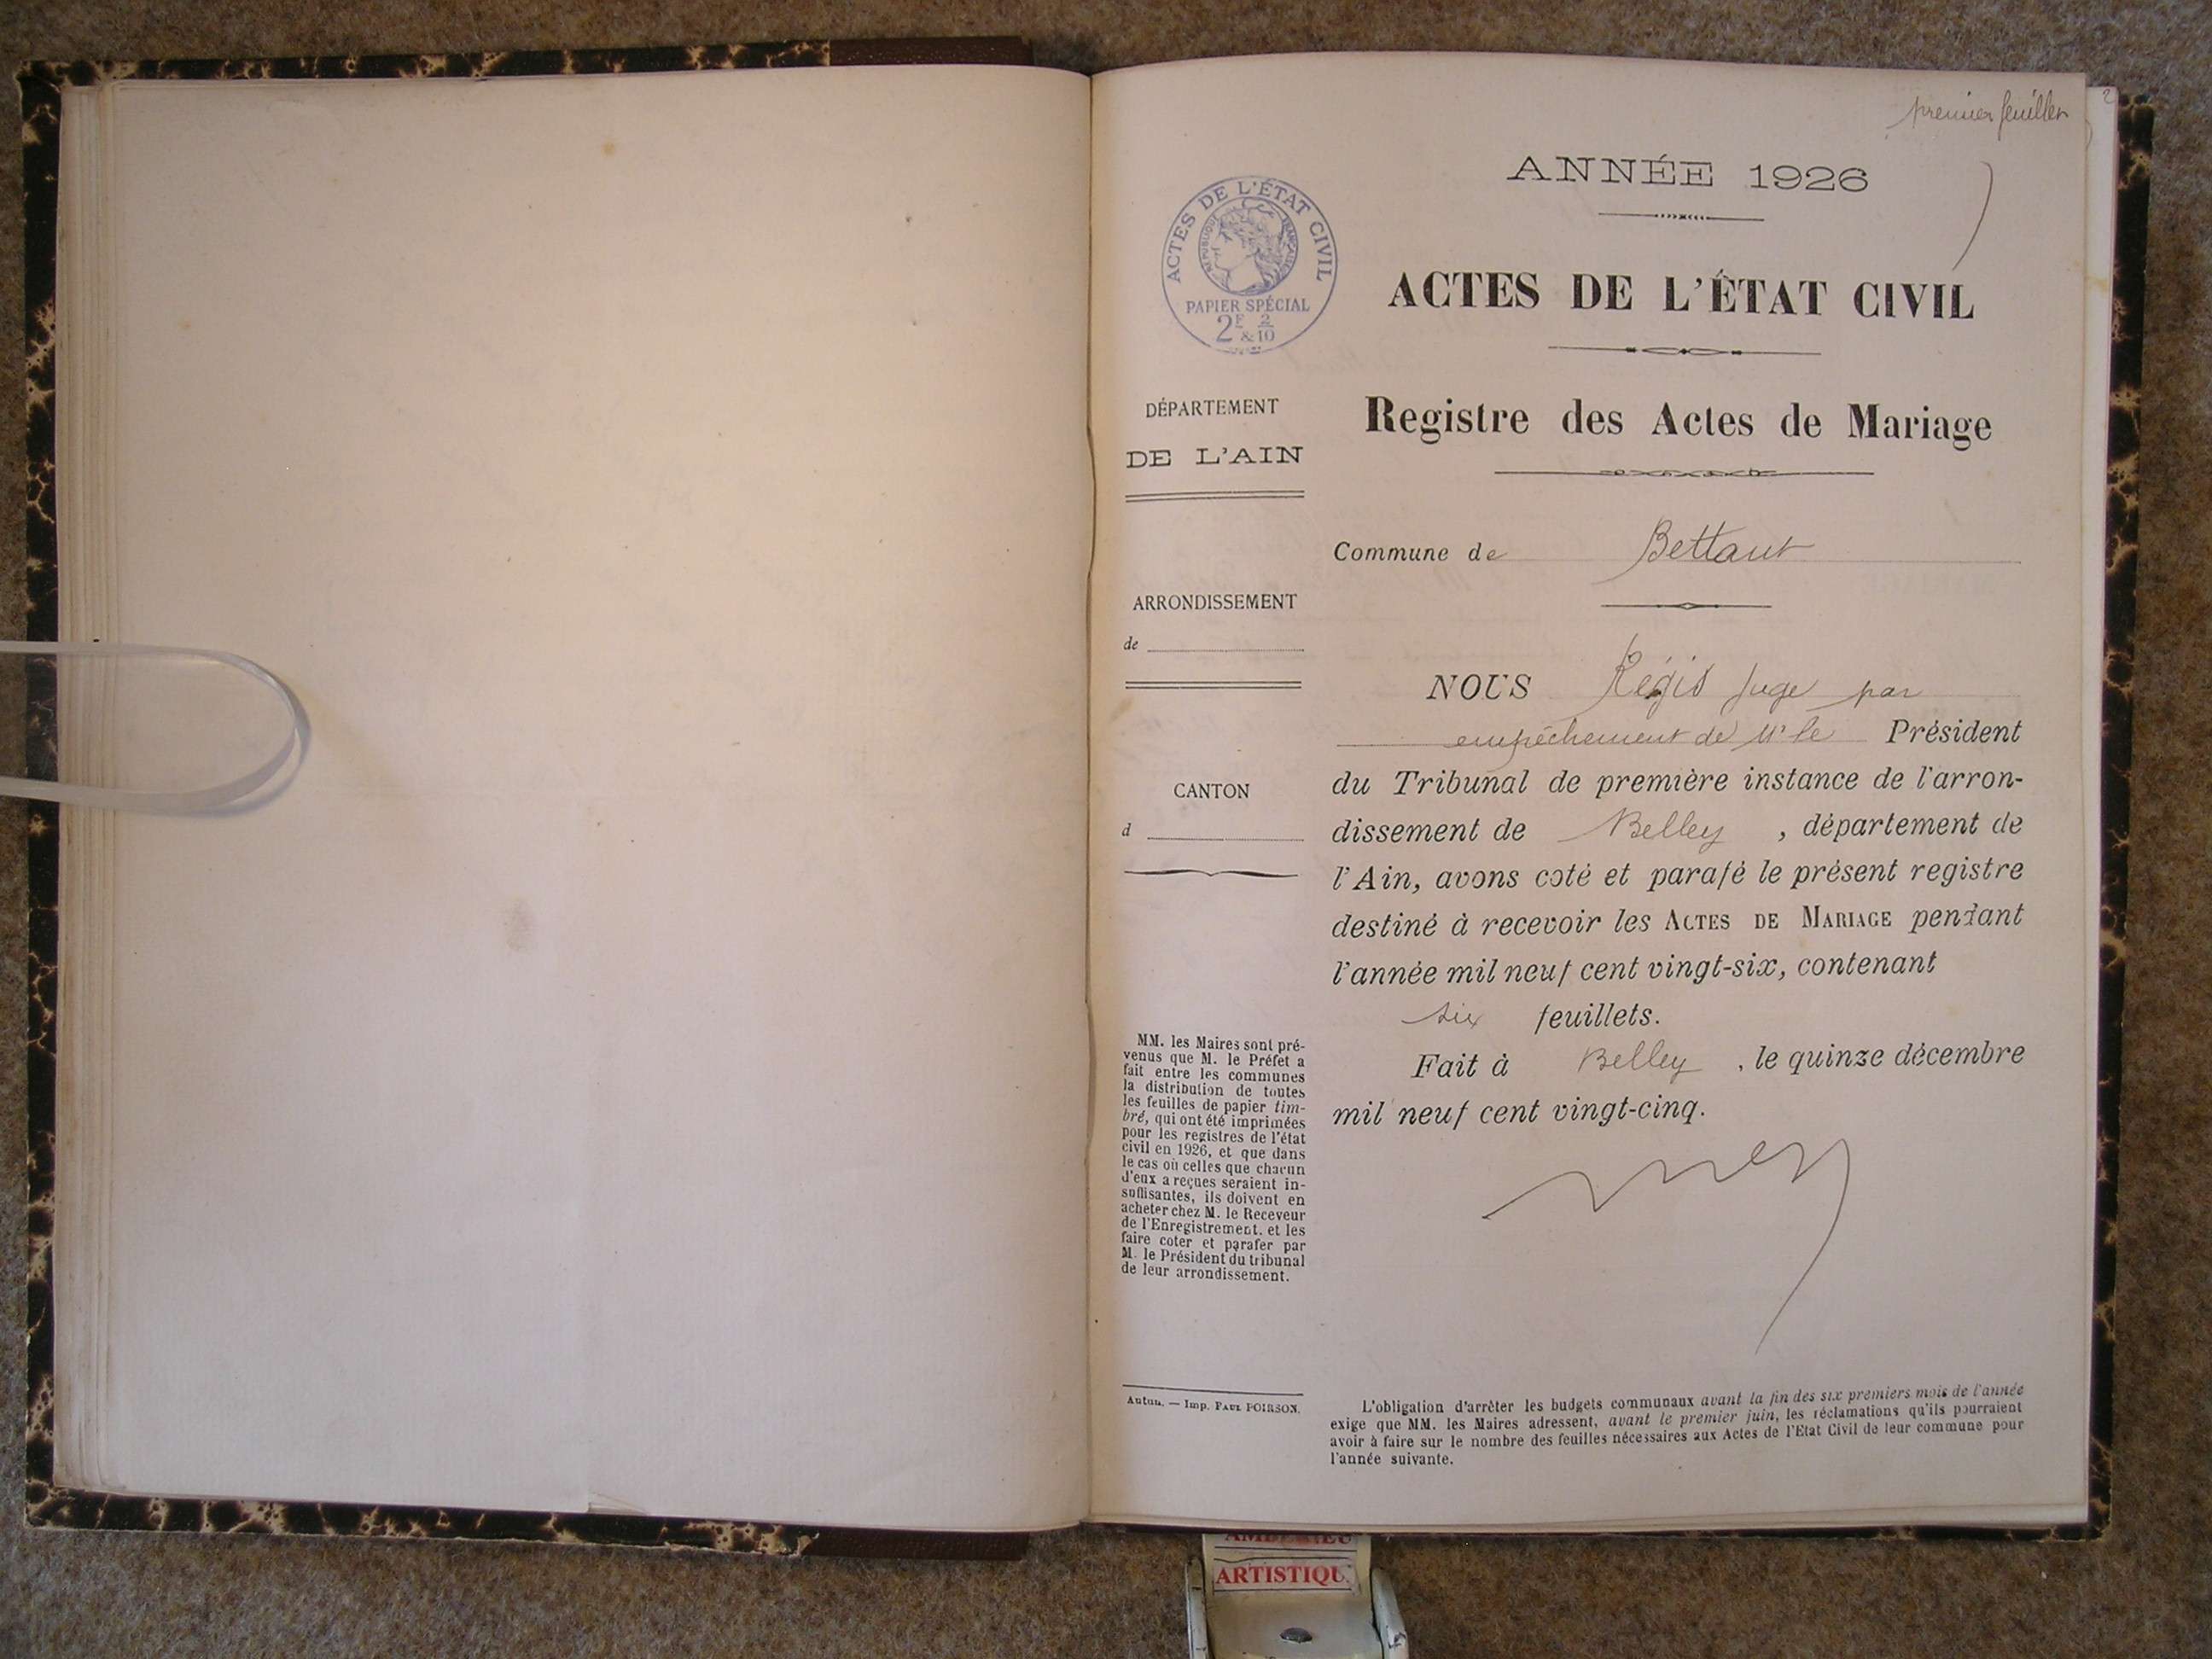 premier feuillet
2
ANNÉE 1926
ACTES DE L'ÉTAT CIVIL
RÉPUBLIQUE FRANÇAISE
PAPIER SPÉCIAL
2F & 2/10
ACTES DE L'ÉTAT CIVIL
Registre des Actes de Mariage
DÉPARTEMENT
DE L'AIN
Commune de Bettant
ARRONDISSEMENT
de
CANTON
d
NOUS Régis Juge par
empêchement de Mr le Président
du Tribunal de première instance de l'arron-
dissement de Belley, département de
l'Ain, avons coté et parafé le présent registre
destiné à recevoir les ACTES DE MARIAGE pendant
l'année mil neuf cent vingt-six, contenant
six feuillets.
Fait à Belley, le quinze décembre
mil neuf cent vingt-cinq.
MM. les Maires sont pré-
venus que M. le Préfet a
fait entre les communes
la distribution de toutes
les feuilles de papier tim-
bré, qui ont été imprimées
pour les registres de l'état
civil en 1926, et que dans
le cas où celles que chacun
d'eux a reçues seraient in-
suffisantes, ils doivent en
acheter chez M. le Receveur
de l'Enregistrement, et les
faire coter et parafer par
M. le Président du tribunal
de leur arrondissement.
Autun. — Imp. PAUL POIRSON.
L'obligation d'arrêter les budgets communaux avant la fin des six premiers mois de l'année
exige que MM. les Maires adressent, avant le premier juin, les réclamations qu'ils pourraient
avoir à faire sur le nombre des feuilles nécessaires aux Actes de l'Etat Civil de leur commune pour
l'année suivante.
ARTISTIQU